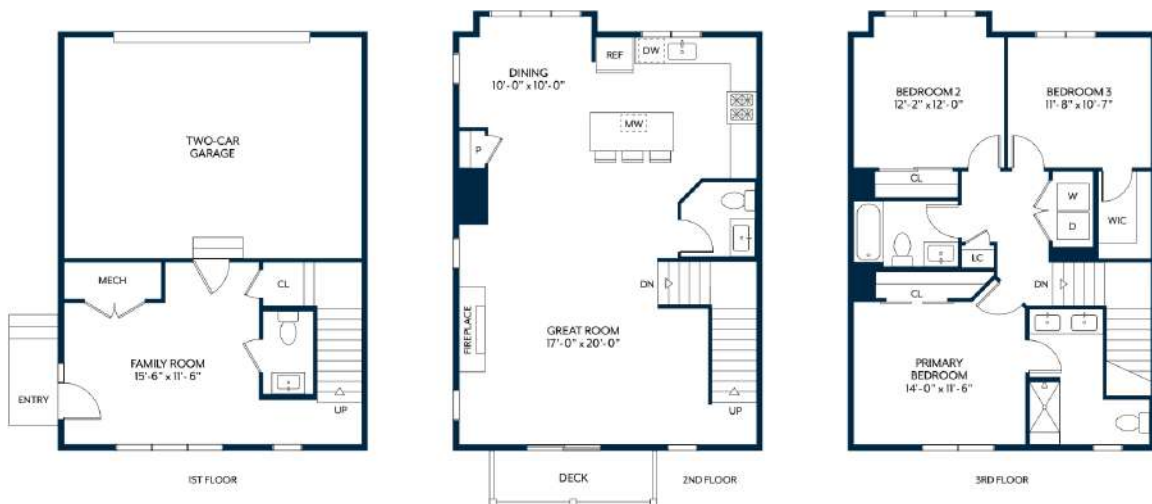 TWO-CAR
GARAGE
MECH
CL
FAMILY ROOM
15'-6" x 11'-6"
ENTRY
UP
1ST FLOOR
DINING
10'-0" x 10'-0"
REF
DW
MW
P
DN
FIREPLACE
GREAT ROOM
17'-0" x 20'-0"
UP
DECK
2ND FLOOR
BEDROOM 2
12'-2" x 12'-0"
BEDROOM 3
11'-8" x 10'-7"
CL
W
D
WIC
LC
CL
DN
PRIMARY
BEDROOM
14'-0" x 11'-6"
3RD FLOOR